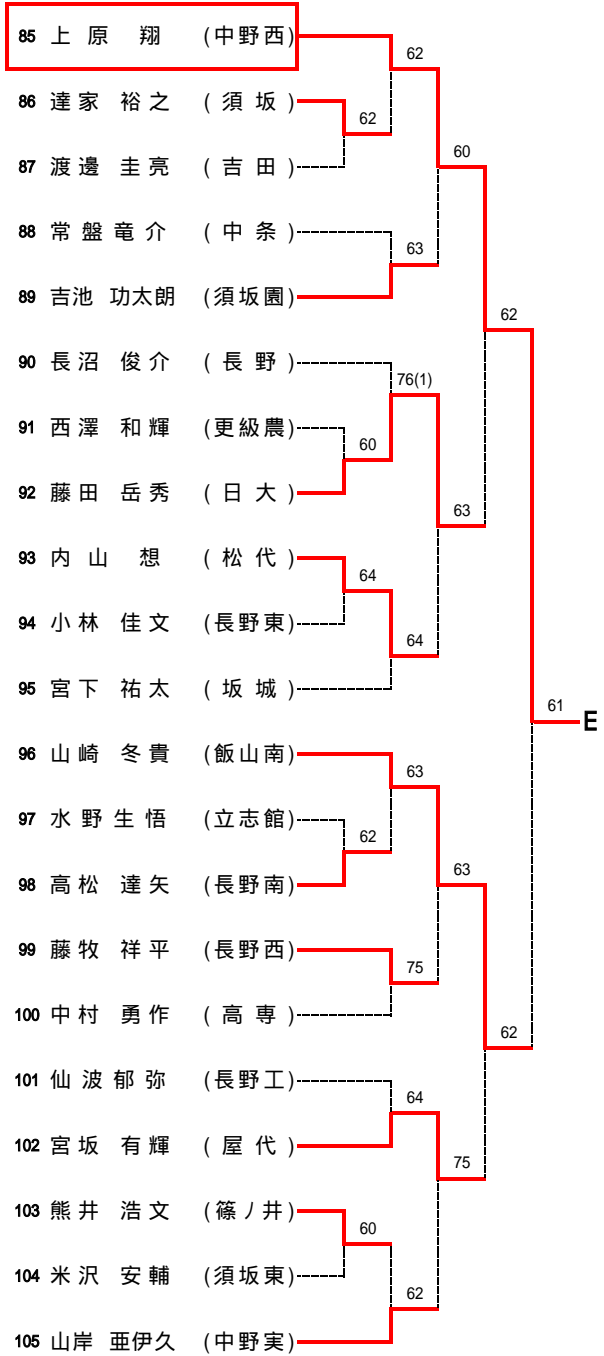 85 上原 翔 (中野西)
62
86 達家 裕之 (須坂)
62
60
87 渡邊 圭亮 (吉田)
88 常盤竜介 (中条)
63
89 吉池 功太朗 (須坂園)
62
90 長沼 俊介 (長野)
76(1)
91 西澤 和輝 (更級農)
60
92 藤田 岳秀 (日大)
63
93 内山 想 (松代)
64
94 小林 佳文 (長野東)
64
95 宮下 祐太 (坂城)
61
E
96 山崎 冬貴 (飯山南)
63
97 水野生悟 (立志館)
62
63
98 高松 達矢 (長野南)
99 藤牧 祥平 (長野西)
75
100 中村 勇作 (高専)
62
101 仙波郁弥 (長野工)
64
102 宮坂 有輝 (屋代)
75
103 熊井 浩文 (篠ノ井)
60
104 米沢 安輔 (須坂東)
62
105 山岸 亜伊久 (中野実)